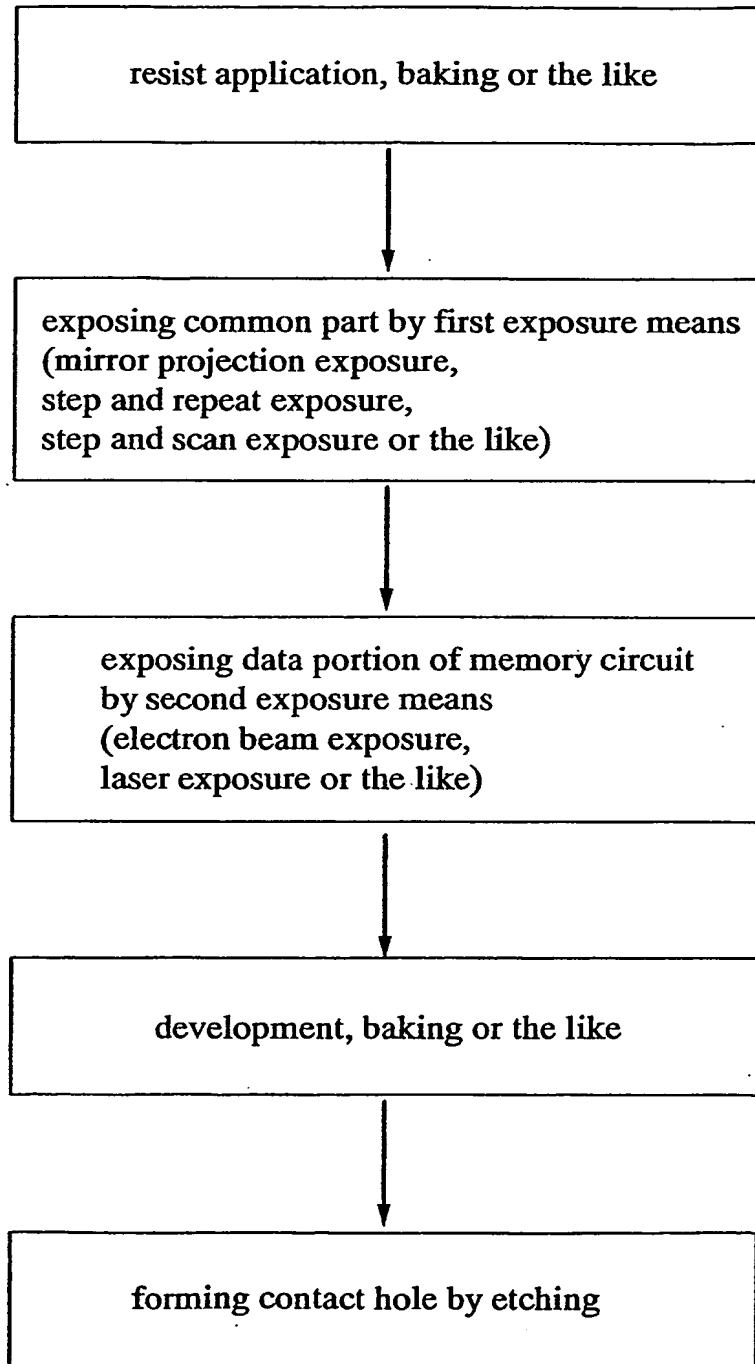 resist application, baking or the like
exposing common part by first exposure means
(mirror projection exposure,
step and repeat exposure,
step and scan exposure or the like)
exposing data portion of memory circuit
by second exposure means
(electron beam exposure,
laser exposure or the like)
development, baking or the like
forming contact hole by etching